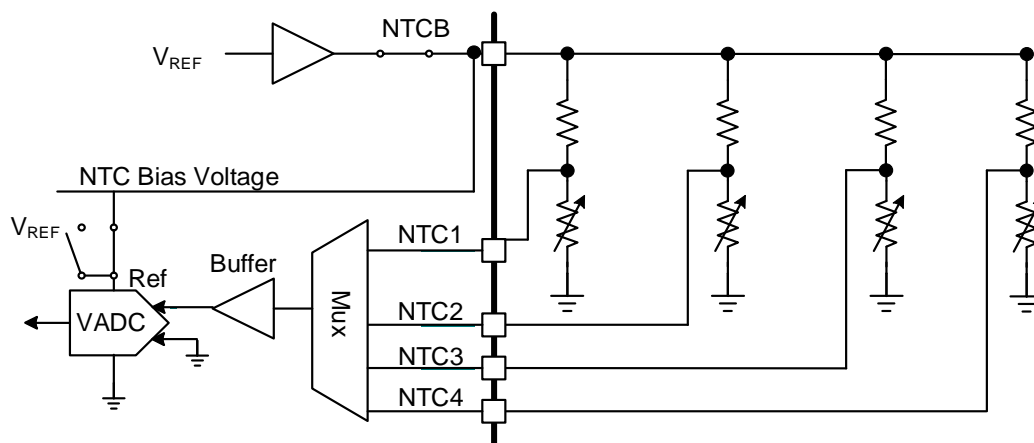 NTCB
VREF
NTC Bias Voltage
VREF
NTC1
Buffer
Ref
Mux
VADC
NTC2
NTC3
NTC4